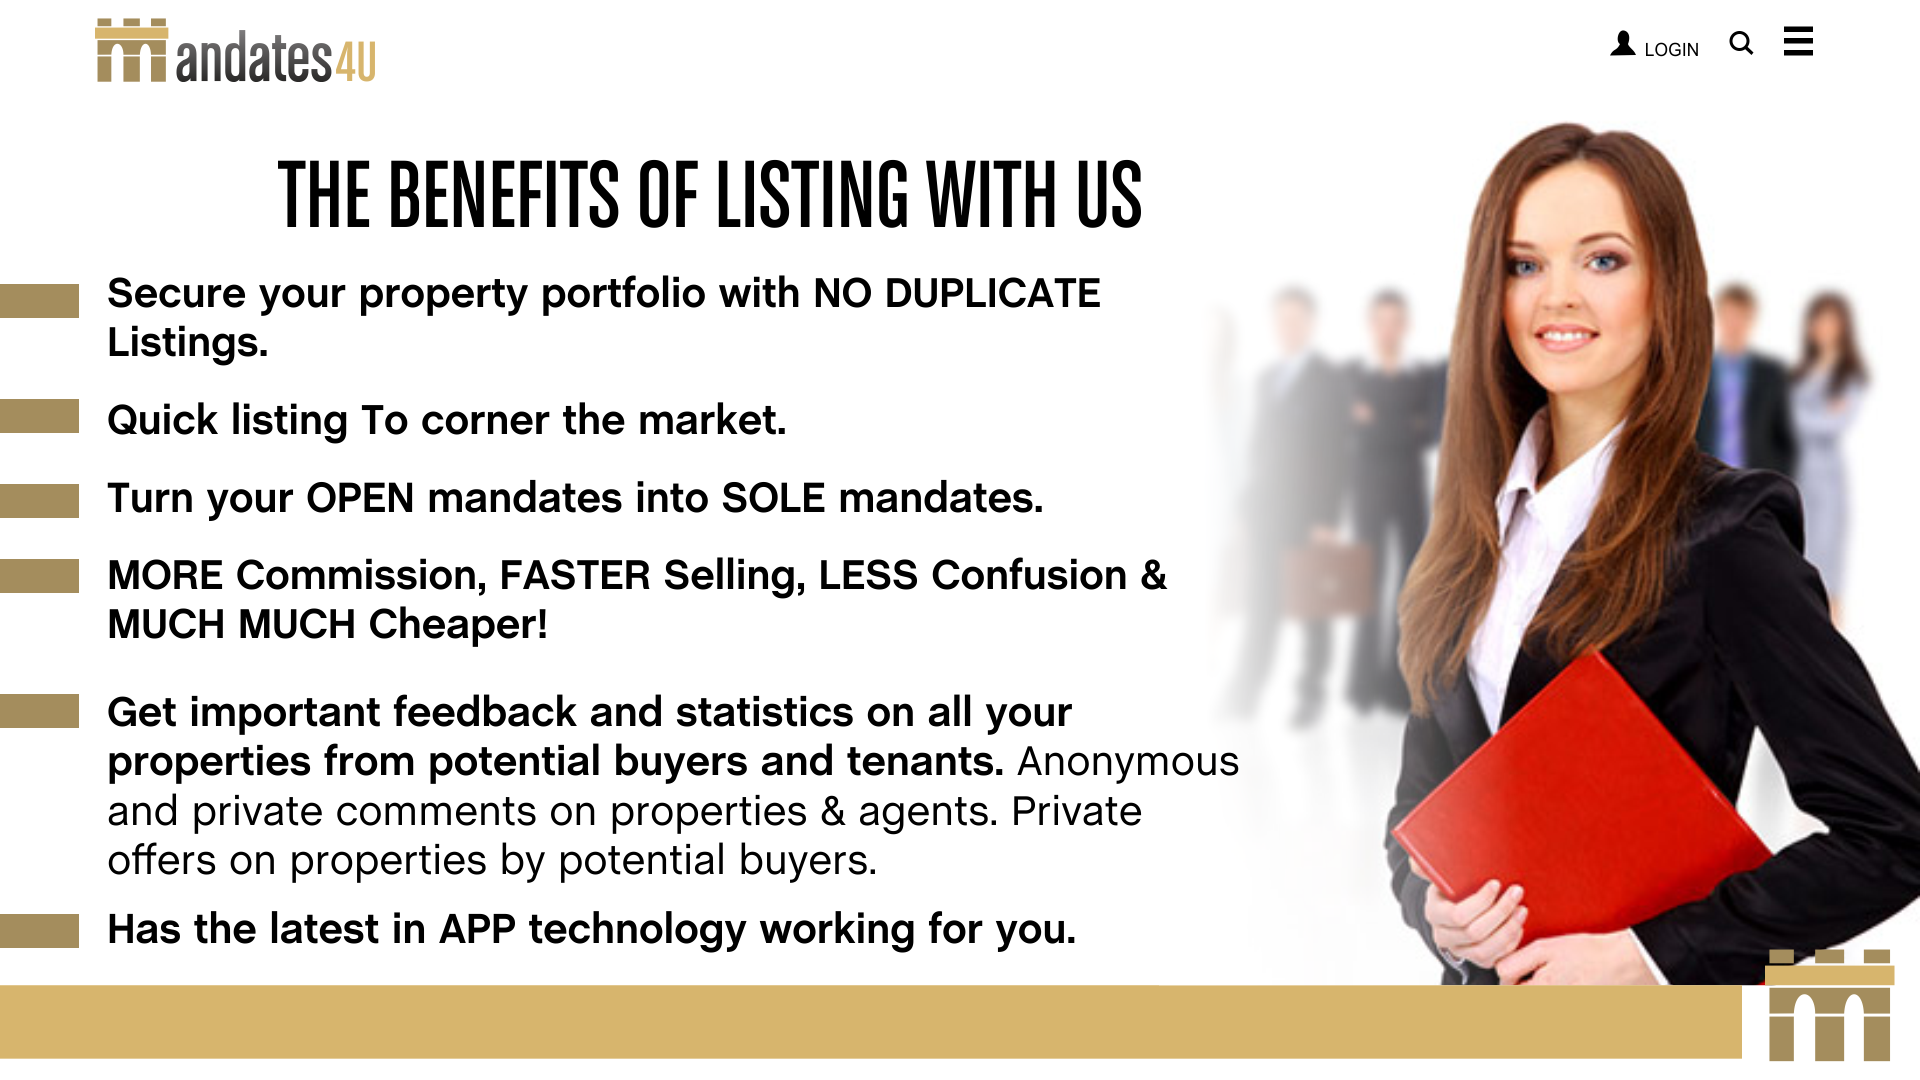 mandates4U
LOGIN
THE BENEFITS OF LISTING WITH US
Secure your property portfolio with NO DUPLICATE
Listings.
Quick listing To corner the market.
Turn your OPEN mandates into SOLE mandates.
MORE Commission, FASTER Selling, LESS Confusion &
MUCH MUCH Cheaper!
Get important feedback and statistics on all your
properties from potential buyers and tenants. Anonymous
and private comments on properties & agents. Private
offers on properties by potential buyers.
Has the latest in APP technology working for you.
m